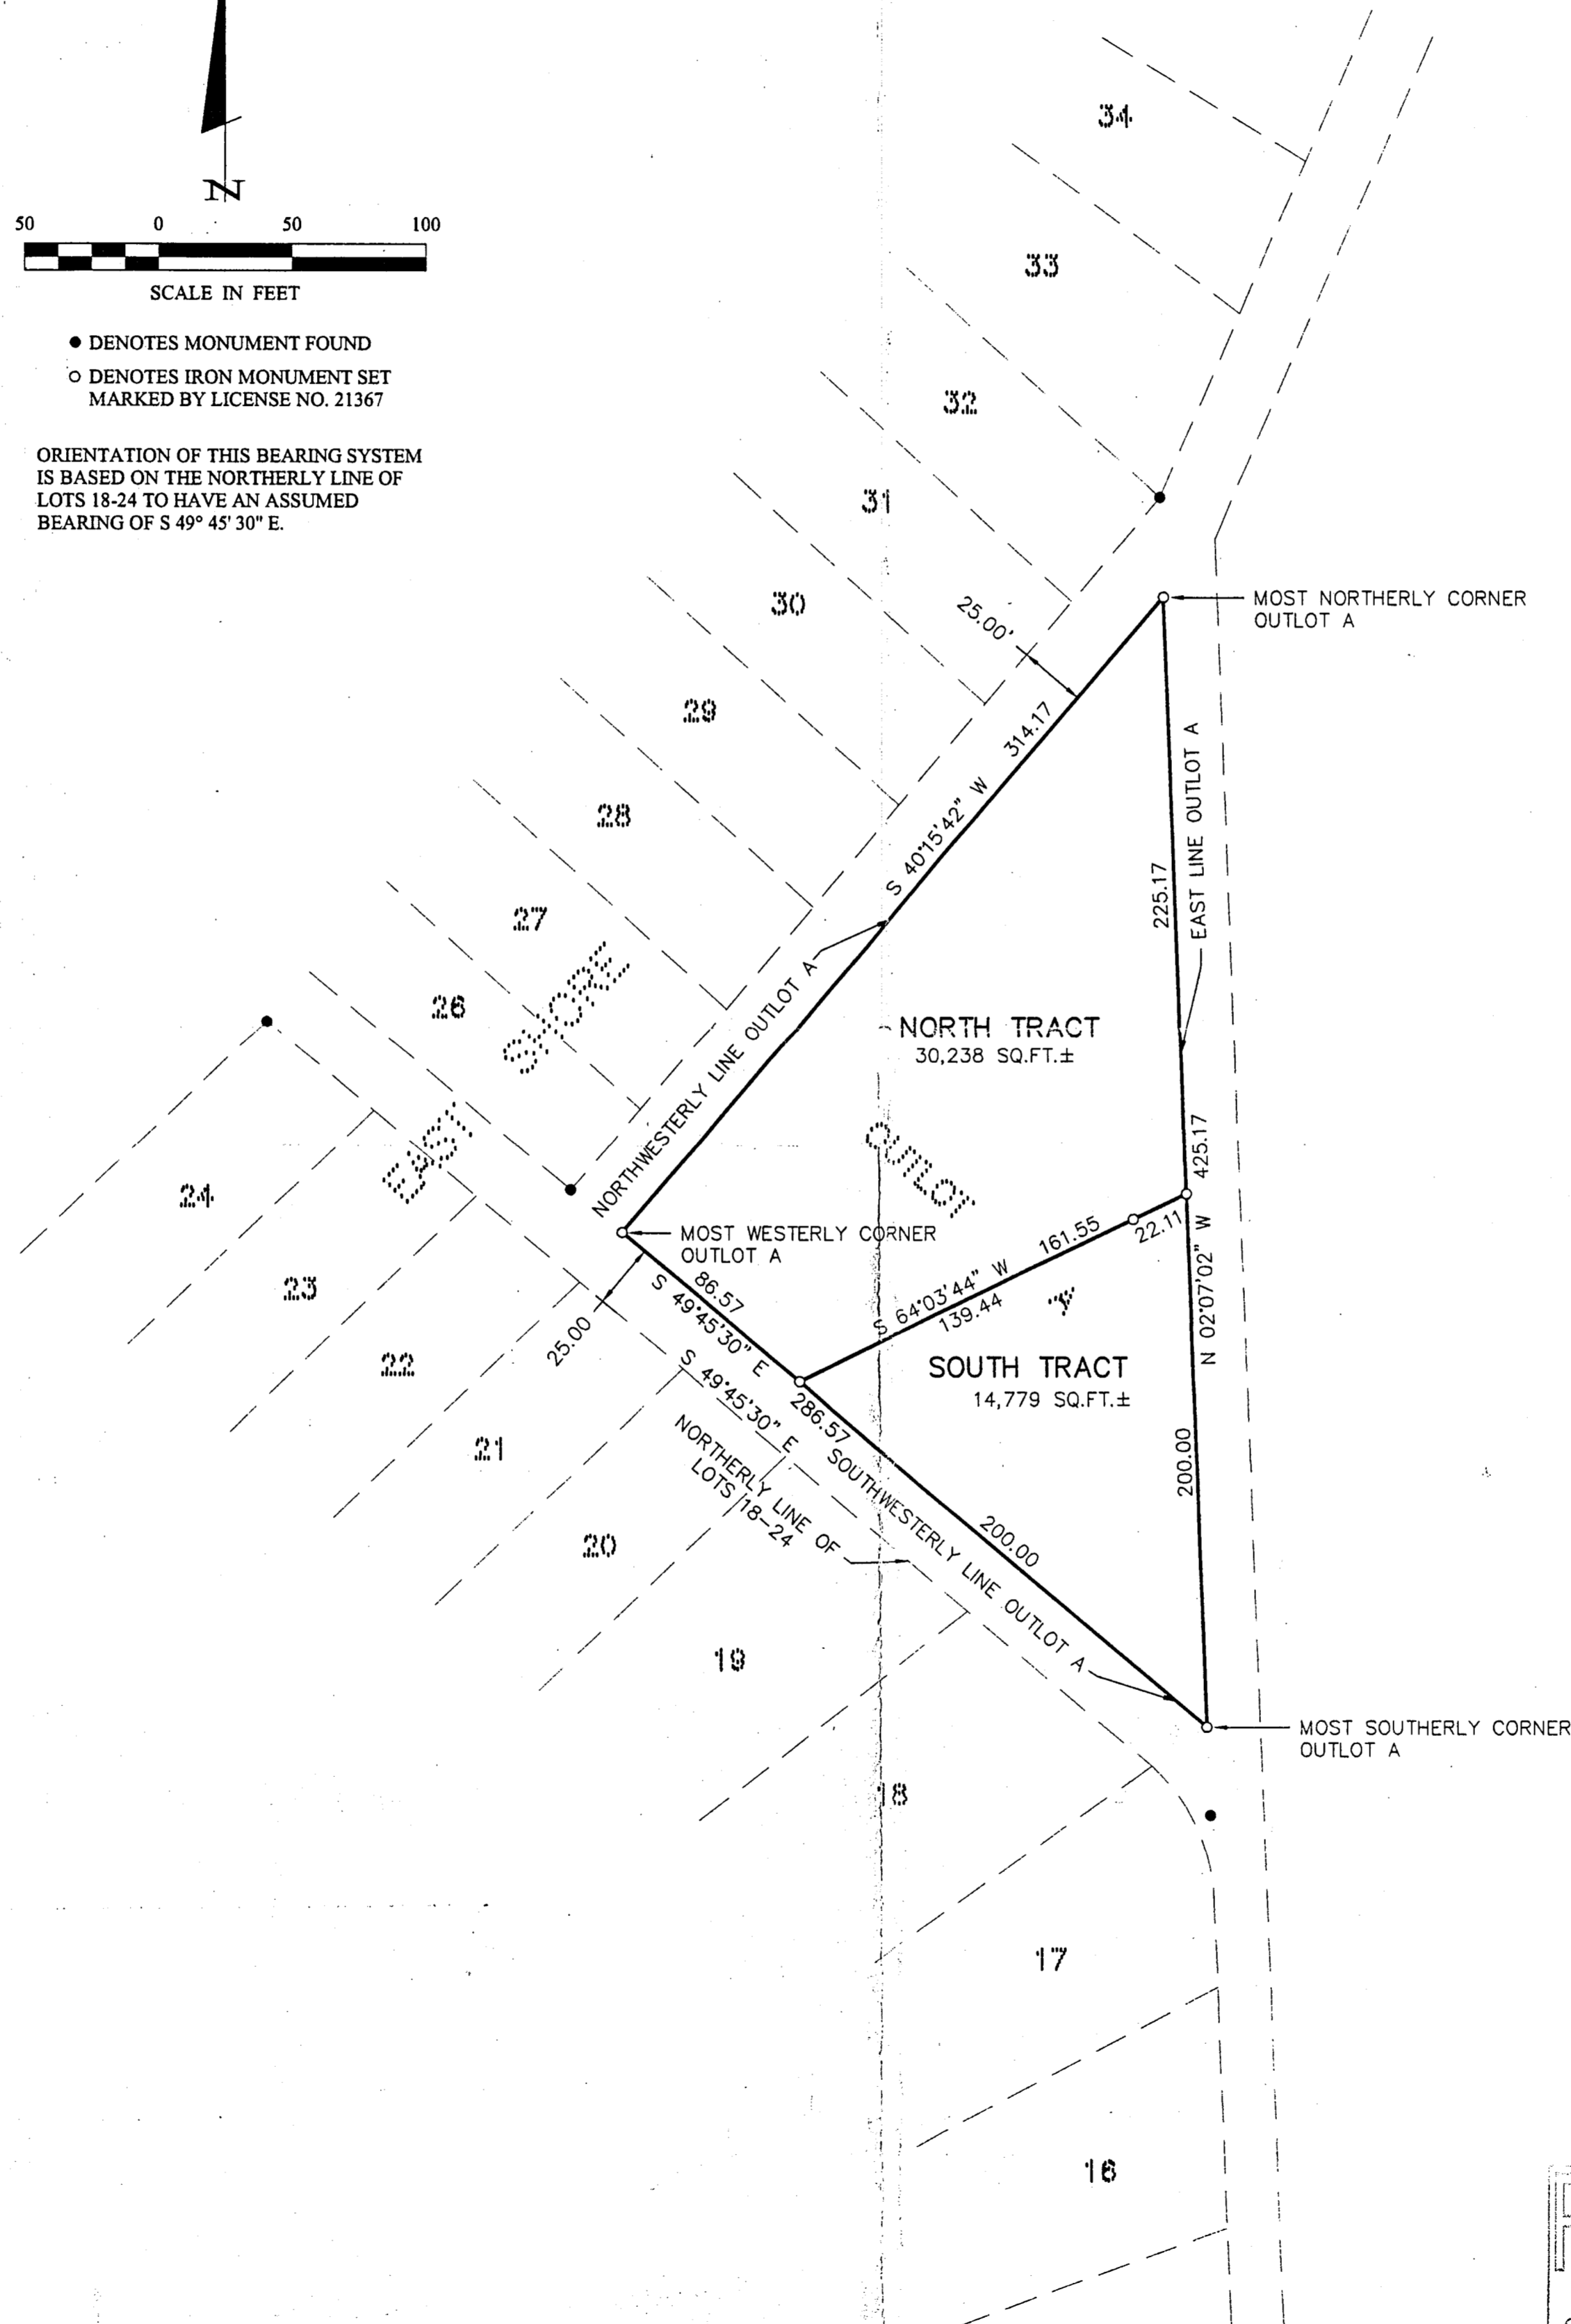 N
50 0 50 100
SCALE IN FEET
● DENOTES MONUMENT FOUND
○ DENOTES IRON MONUMENT SET
MARKED BY LICENSE NO. 21367
ORIENTATION OF THIS BEARING SYSTEM
IS BASED ON THE NORTHERLY LINE OF
LOTS 18-24 TO HAVE AN ASSUMED
BEARING OF S 49° 45' 30" E.
34
33
32
31
30
29
28
27
26
25.00'
MOST NORTHERLY CORNER
OUTLOT A
S 40°15'42" W 314.17
NORTHWESTERLY LINE OUTLOT A
EAST LINE OUTLOT A
225.17
EAST SHORE
NORTH TRACT
30,238 SQ.FT.±
OUTLOT
"A"
425.17
N 02°07'02" W
200.00
MOST WESTERLY CORNER
OUTLOT A
161.55
22.11
S 64°03'44" W
139.44
86.57
S 49°45'30" E
25.00
SOUTH TRACT
14,779 SQ.FT.±
S 49°45'30" E
286.57
SOUTHWESTERLY LINE OUTLOT A
200.00
NORTHERLY LINE OF
LOTS 18-24
MOST SOUTHERLY CORNER
OUTLOT A
24
23
22
21
20
19
18
17
16